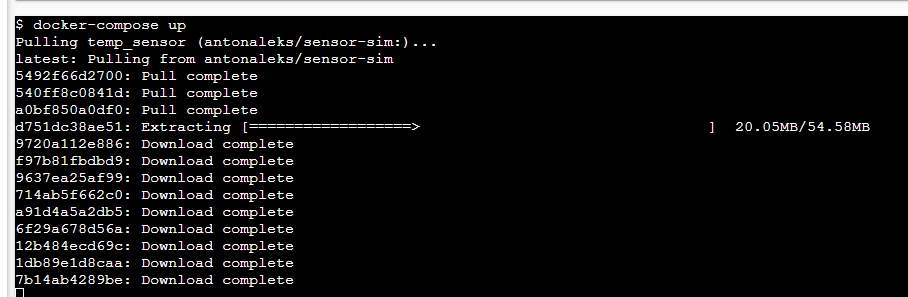 $ docker-compose up
Pulling temp_sensor (antonaleks/sensor-sim:)...
latest: Pulling from antonaleks/sensor-sim
5492f66d2700: Pull complete
540ff8c0841d: Pull complete
a0bf850a0df0: Pull complete
d751dc38ae51: Extracting [==================>                                ]  20.05MB/54.58MB
9720a112e886: Download complete
f97b81fbdbd9: Download complete
9637ea25af99: Download complete
714ab5f662c0: Download complete
a91d4a5a2db5: Download complete
6f29a678d56a: Download complete
12b484ecd69c: Download complete
1db89e1d8caa: Download complete
7b14ab4289be: Download complete